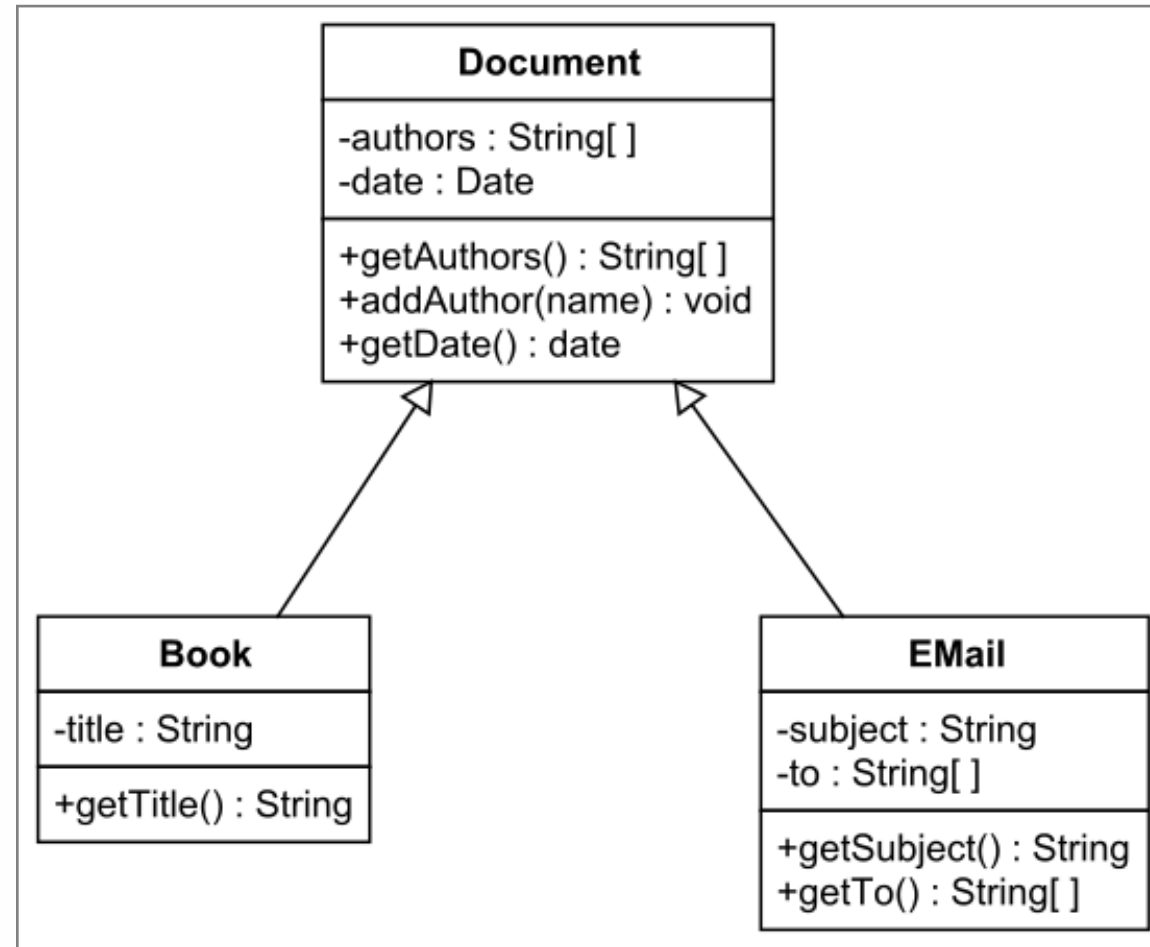 Document
-authors : String[ ]
-date : Date
+getAuthors() : String[ ]
+addAuthor(name) : void
+getDate() : date
Book
-title : String
+getTitle() : String
EMail
-subject : String
-to : String[ ]
+getSubject() : String
+getTo() : String[ ]